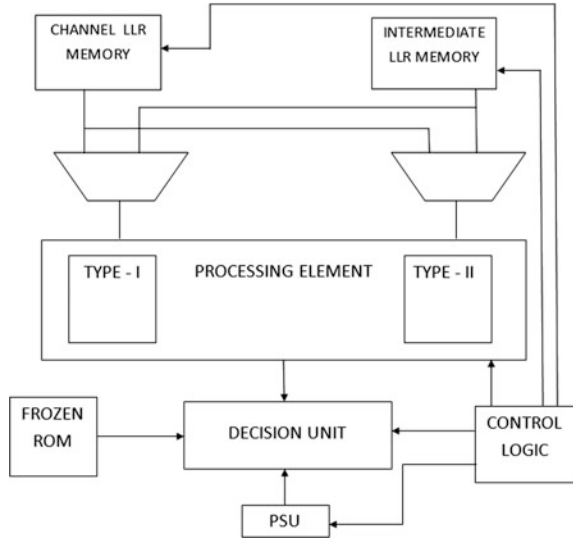 CHANNEL LLR
MEMORY
INTERMEDIATE
LLR MEMORY
TYPE - I
PROCESSING ELEMENT
TYPE - II
FROZEN
ROM
DECISION UNIT
CONTROL
LOGIC
PSU